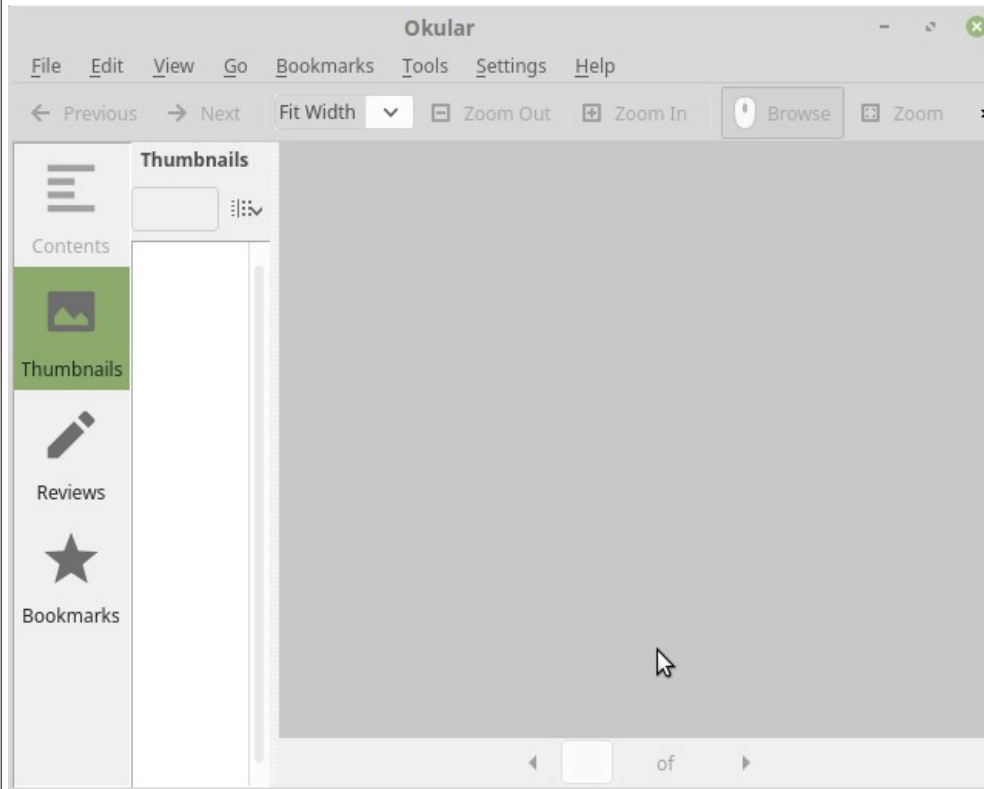 Okular
File Edit View Go Bookmarks Tools Settings Help
Previous Next Fit Width Zoom Out Zoom In Browse Zoom
Thumbnails
Contents
Thumbnails
Reviews
Bookmarks
of